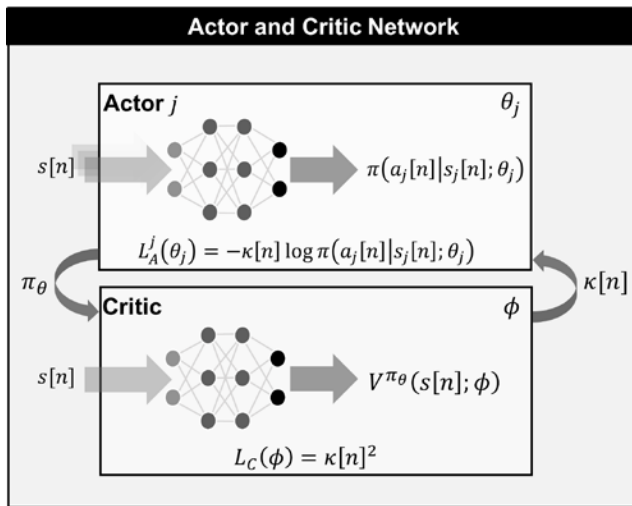 Actor and Critic Network
Actor j θ_j
s[n]
π(a_j[n]|s_j[n]; θ_j)
L_A^j(θ_j) = −κ[n] log π(a_j[n]|s_j[n]; θ_j)
π_θ κ[n]
Critic ϕ
s[n]
V^{π_θ}(s[n]; ϕ)
L_C(ϕ) = κ[n]^2